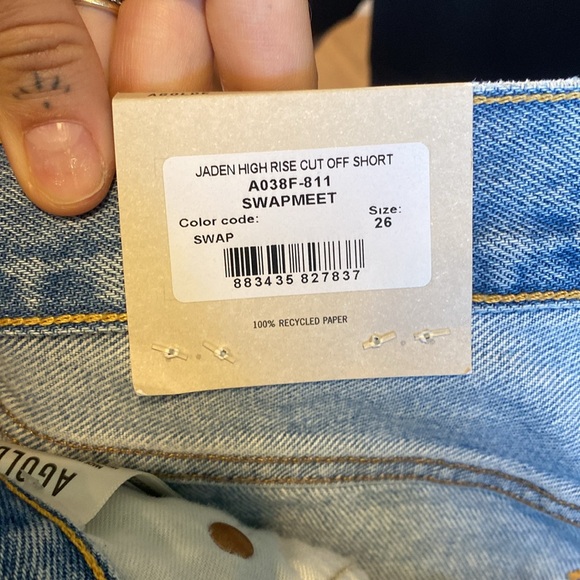 JADEN HIGH RISE CUT OFF SHORT
A038F-811
SWAPMEET
Color code:
Size:
SWAP
26
883435 827837
100% RECYCLED PAPER